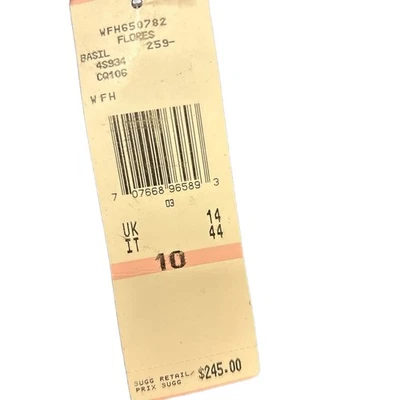 WFH650782
FLORES
BASIL 259-
4S934
CQ106
WFH
7 07668 96589 3
03
UK 14
IT 44
10
SUGG RETAIL/
PRIX SUGG $245.00